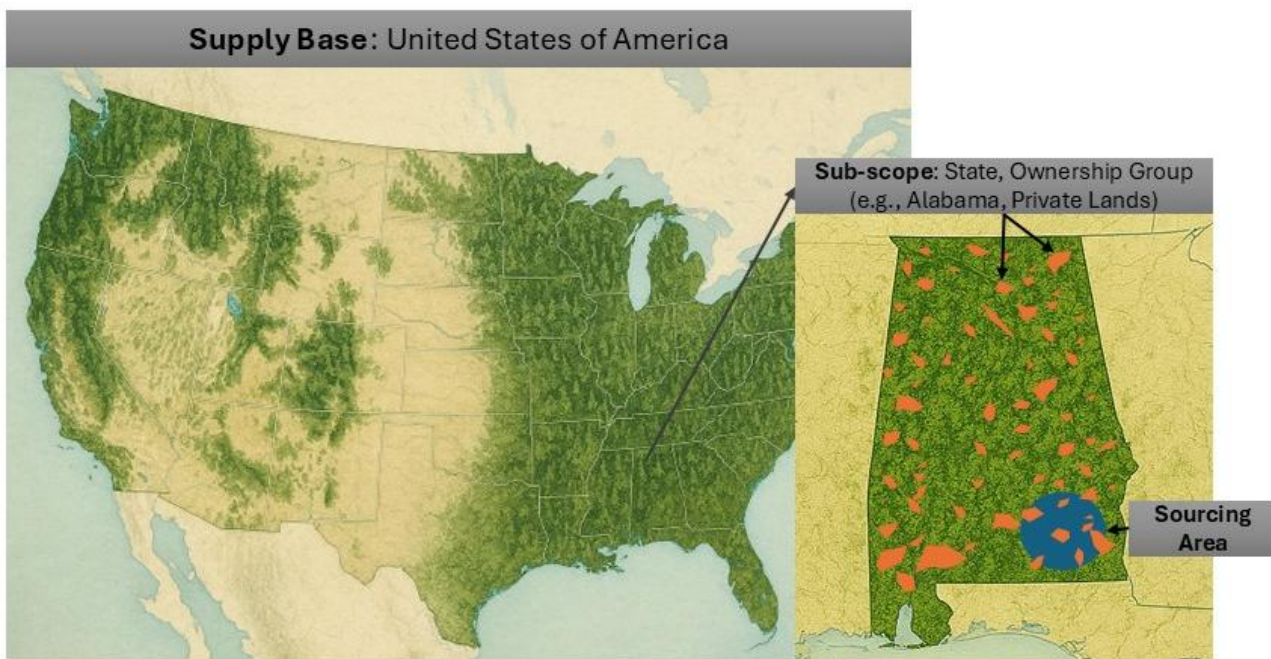 Supply Base: United States of America
Sub-scope: State, Ownership Group
(e.g., Alabama, Private Lands)
Sourcing
Area